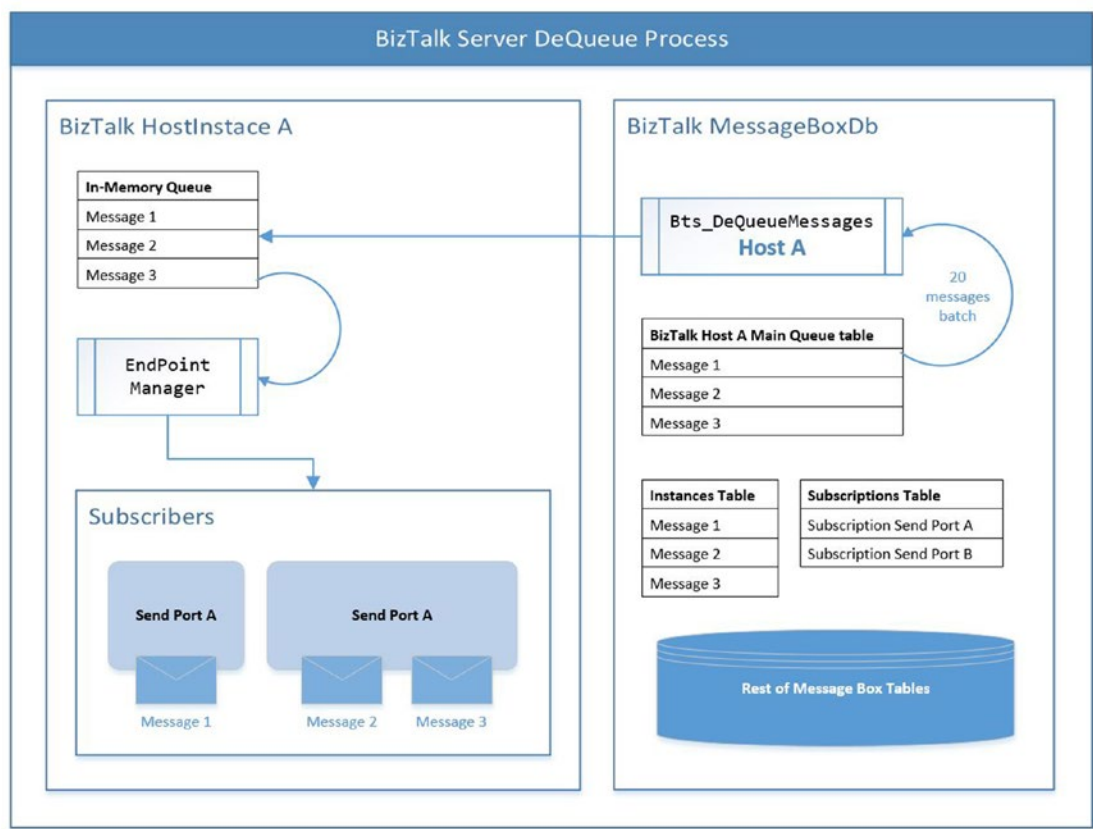 BizTalk Server DeQueue Process
BizTalk HostInstace A
In-Memory Queue
Message 1
Message 2
Message 3
EndPoint
Manager
Subscribers
Send Port A
Message 1
Send Port A
Message 2
Message 3
BizTalk MessageBoxDb
Bts_DeQueueMessages
Host A
20
messages
batch
BizTalk Host A Main Queue table
Message 1
Message 2
Message 3
Instances Table
Message 1
Message 2
Message 3
Subscriptions Table
Subscription Send Port A
Subscription Send Port B
Rest of Message Box Tables